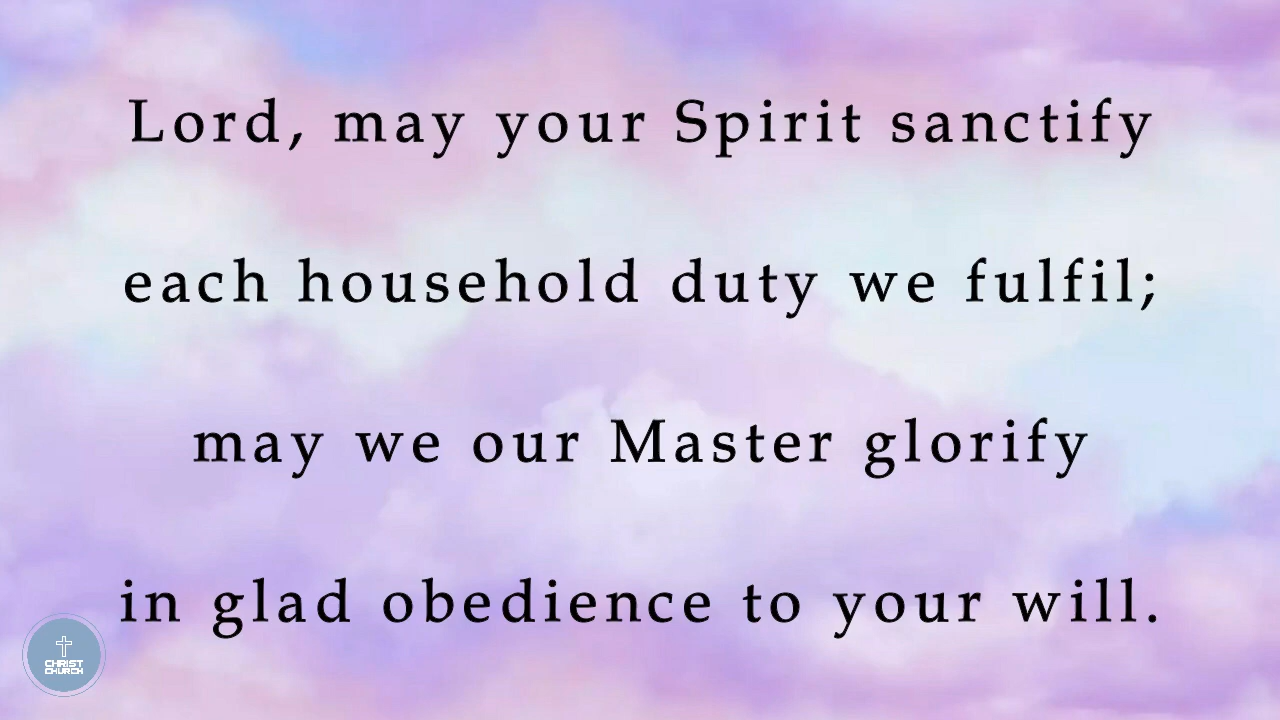 Lord, may your Spirit sanctify
each household duty we fulfil;
may we our Master glorify
in glad obedience to your will.
CHRIST
CHURCH